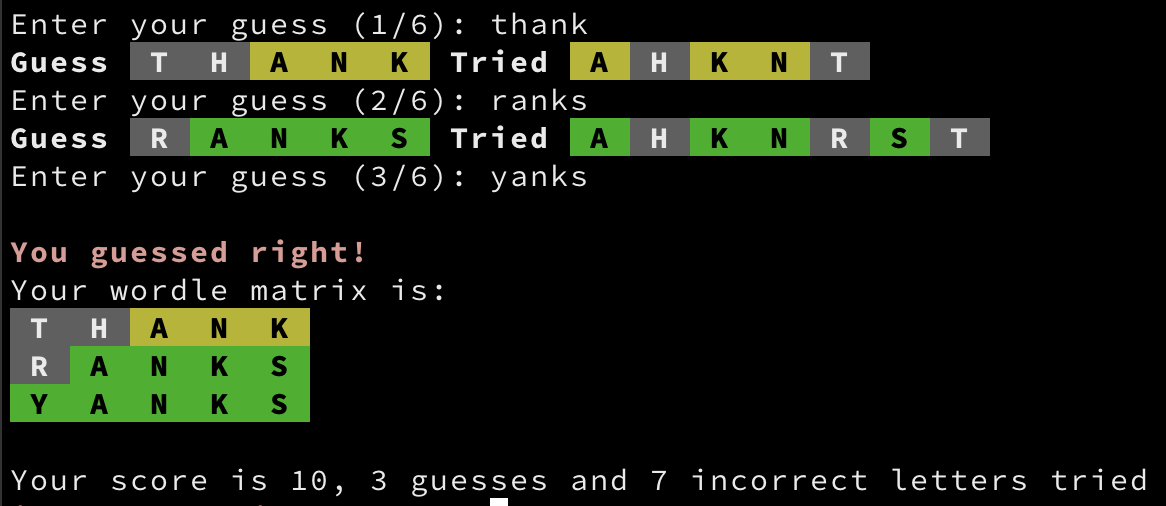 Enter your guess (1/6): thank
Guess T H A N K Tried A H K N T
Enter your guess (2/6): ranks
Guess R A N K S Tried A H K N R S T
Enter your guess (3/6): yanks
You guessed right!
Your wordle matrix is:
T H A N K
R A N K S
Y A N K S
Your score is 10, 3 guesses and 7 incorrect letters tried